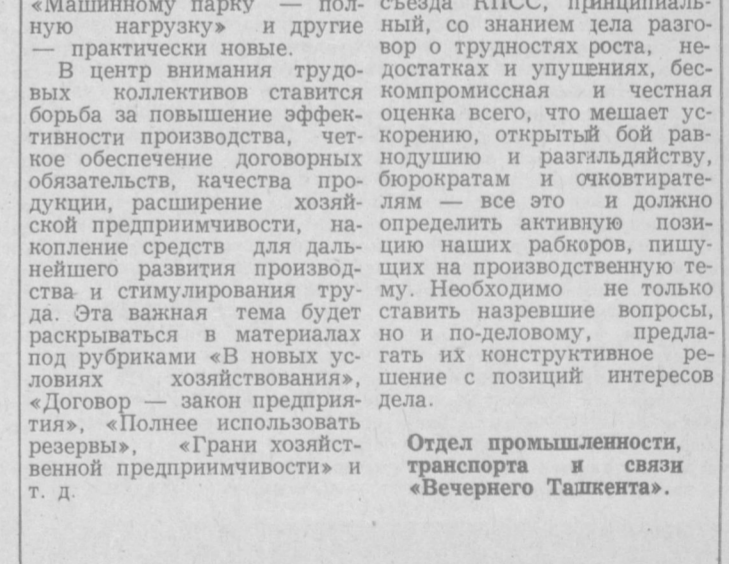 «Машинному парку — пол-
ную нагрузку» и другие
— практически новые.
В центр внимания трудо-
вых коллективов ставится
борьба за повышение эффек-
тивности производства, чет-
кое обеспечение договорных
обязательств, качества про-
дукции, расширение хозяй-
ской предприимчивости, на-
копление средств для даль-
нейшего развития производ-
ства и стимулирования тру-
да. Эта важная тема будет
раскрываться в материалах
под рубриками «В новых ус-
ловиях хозяйствования»,
«Договор — закон предприя-
тия», «Полнее использовать
резервы», «Грани хозяйст-
венной предприимчивости» и
т. д.
съезда КПСС, принципиаль-
ный, со знанием дела разго-
вор о трудностях роста, не-
достатках и упущениях, бес-
компромиссная и честная
оценка всего, что мешает ус-
корению, открытый бой рав-
нодушию и разгильдяйству,
бюрократам и очковтирате-
лям — все это и должно
определить активную пози-
цию наших рабкоров, пишу-
щих на производственную те-
му. Необходимо не только
ставить назревшие вопросы,
но и по-деловому, предла-
гать их конструктивное ре-
шение с позиций интересов
дела.
Отдел промышленности,
транспорта и связи
«Вечернего Ташкента».